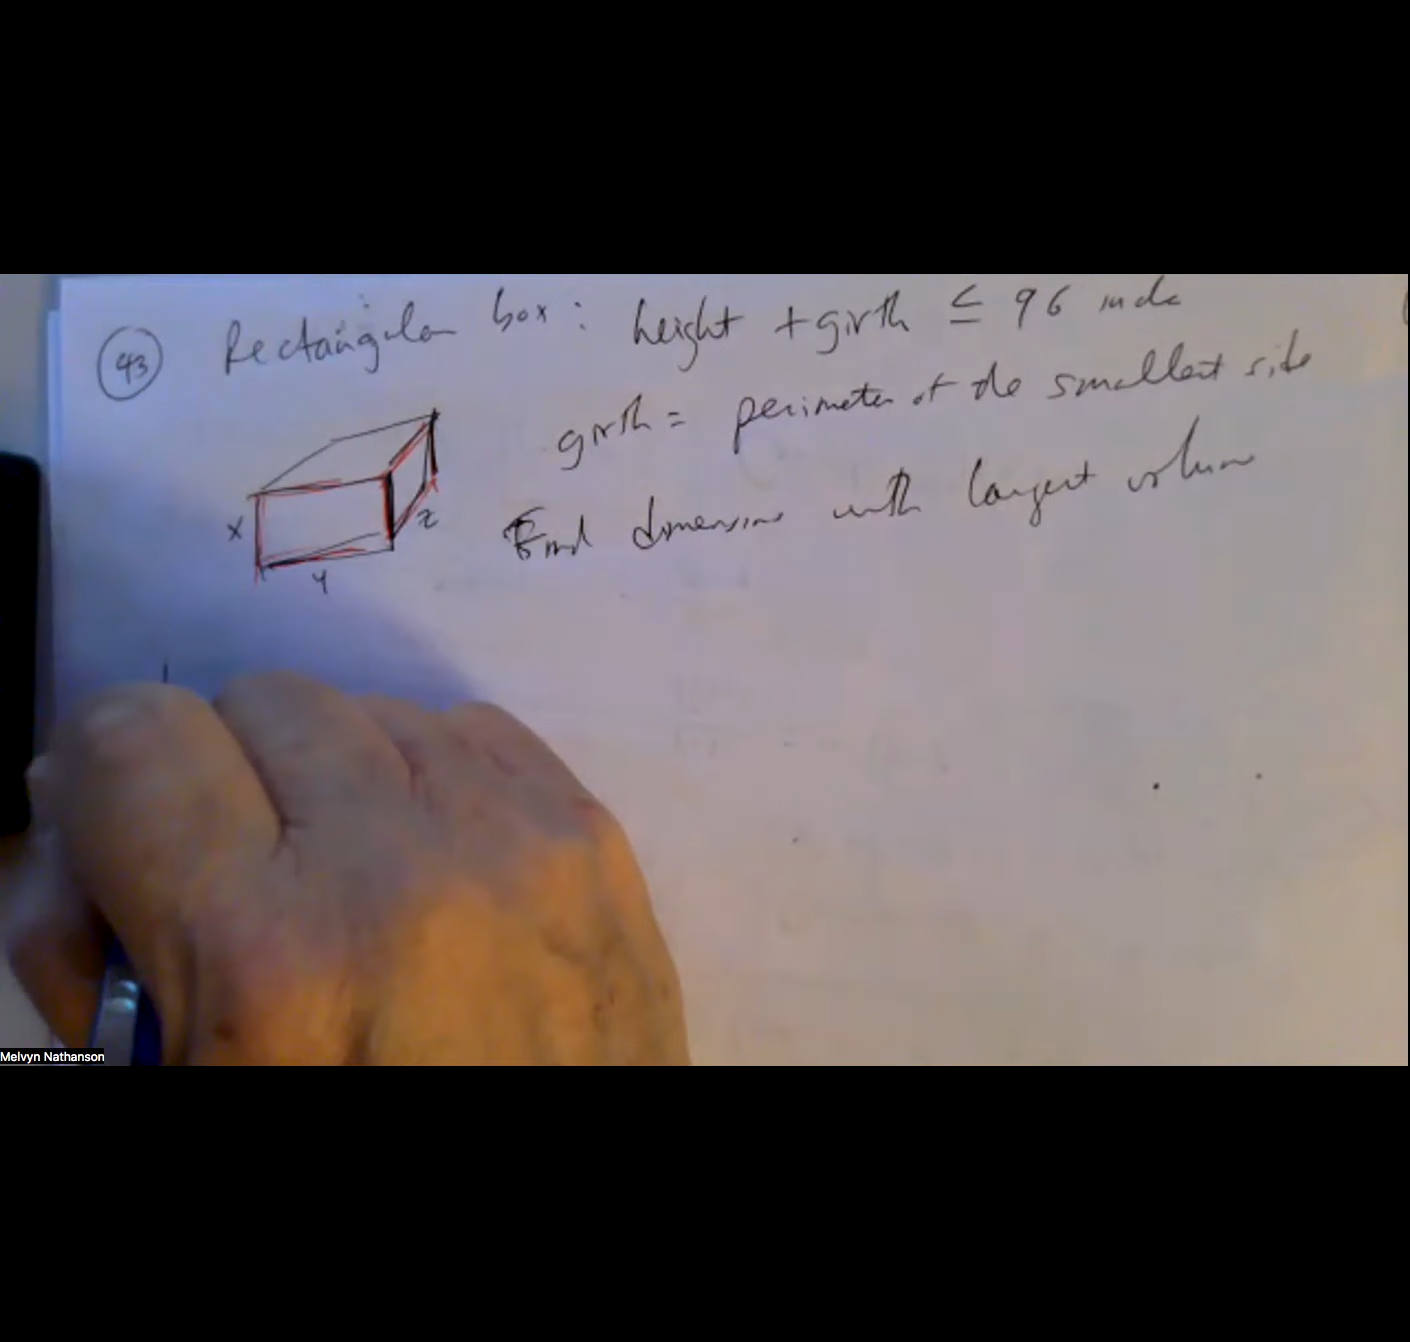 43 Rectangular box: height + girth ≤ 96 inch
girth = perimeter of the smallest side
Find dimensions with largest volume
x
z
y
Melvyn Nathanson